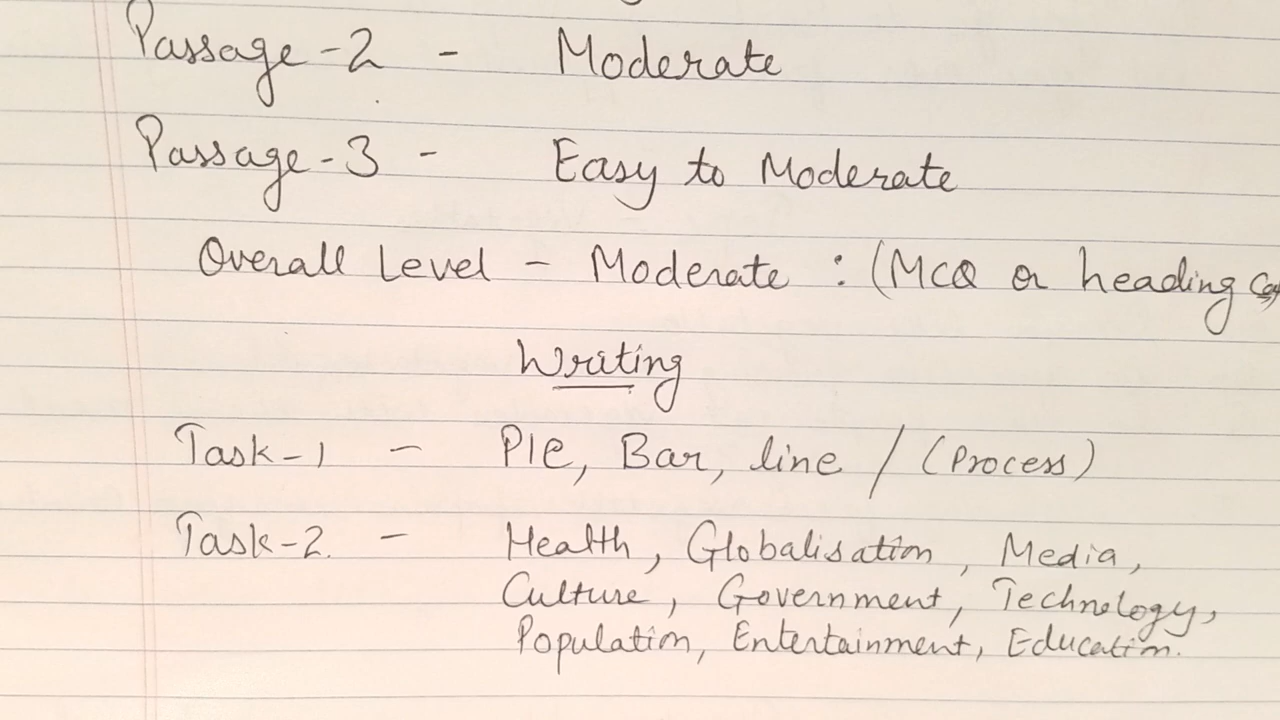 Passage-2 - Moderate
Passage-3 - Easy to Moderate
Overall Level - Moderate : (MCQ or heading
Writing
Task-1 - PIe, Bar, line / (Process)
Task-2. - Health, Globalisation, Media,
Culture, Government, Technology,
Population, Entertainment, Education.